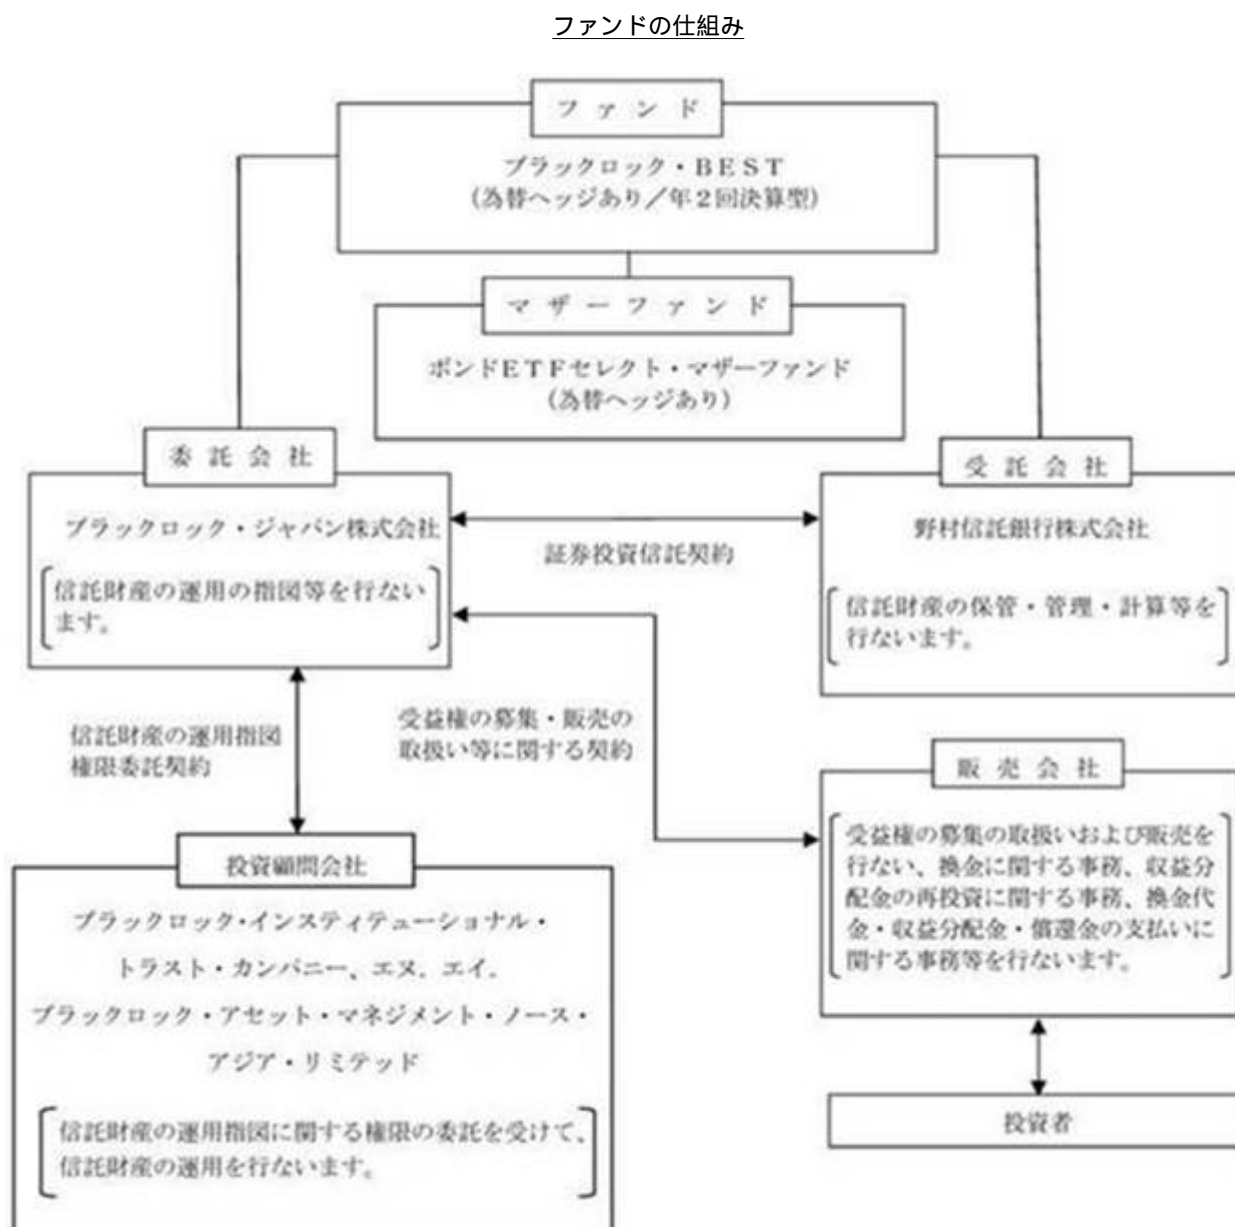 ファンドの仕組み
ファンド
ブラックロック・BEST
(為替ヘッジあり／年2回決算型)
マザーファンド
ボンドETFセレクト・マザーファンド
(為替ヘッジあり)
委託会社
ブラックロック・ジャパン株式会社
信託財産の運用の指図等を行ない
ます。
証券投資信託契約
受託会社
野村信託銀行株式会社
信託財産の保管・管理・計算等を
行ないます。
信託財産の運用指図
権限委託契約
受益権の募集・販売の
取扱い等に関する契約
販売会社
受益権の募集の取扱いおよび販売を
行ない、換金に関する事務、収益分
配金の再投資に関する事務、換金代
金・収益分配金・償還金の支払いに
関する事務等を行ないます。
投資顧問会社
ブラックロック・インスティテューショナル・
トラスト・カンパニー、エヌ．エイ．
ブラックロック・アセット・マネジメント・ノース・
アジア・リミテッド
信託財産の運用指図に関する権限の委託を受けて、
信託財産の運用を行ないます。
投資者